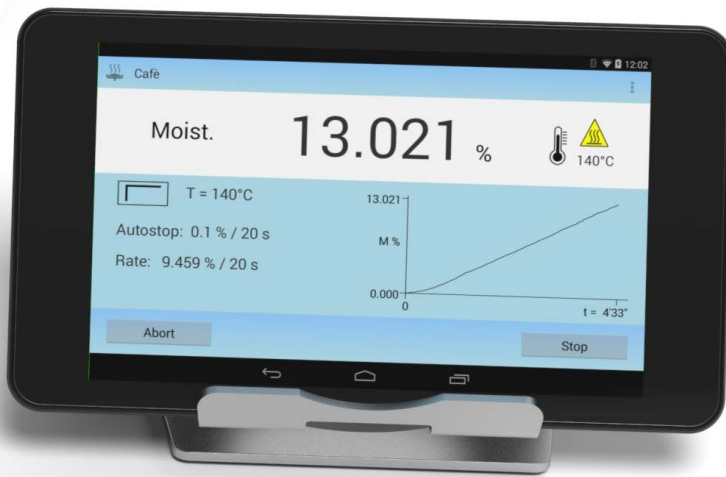 12:02
Cafè
Moist. 13.021 %
140°C
T = 140°C
Autostop: 0.1 % / 20 s
Rate: 9.459 % / 20 s
13.021
M %
0.000
0
t = 4'33"
Abort
Stop